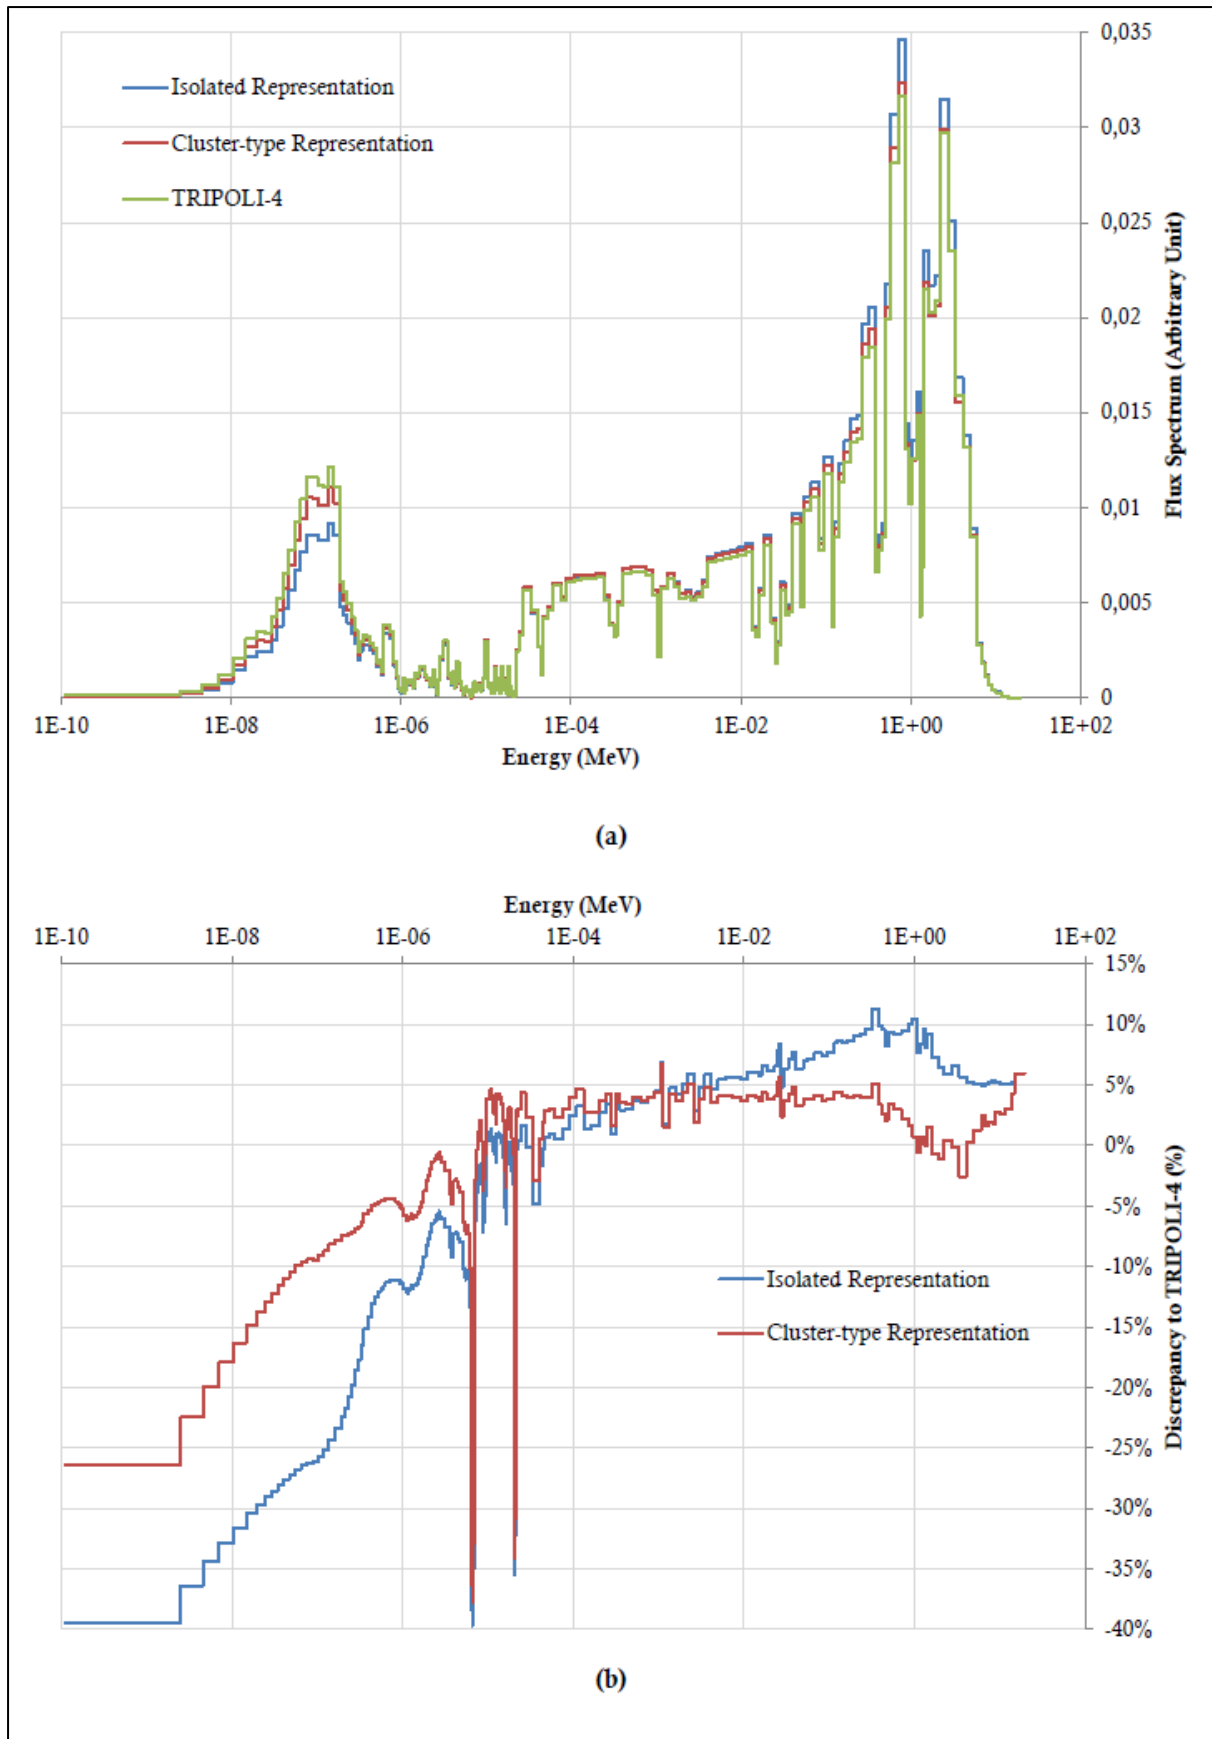 0,035
Isolated Representation
Cluster-type Representation
TRIPOLI-4
0,03
0,025
0,02
0,015
0,01
0,005
0
Flux Spectrum (Arbitrary Unit)
1E-10 1E-08 1E-06 1E-04 1E-02 1E+00 1E+02
Energy (MeV)
(a)
Energy (MeV)
1E-10 1E-08 1E-06 1E-04 1E-02 1E+00 1E+02
15%
10%
5%
0%
-5%
-10%
-15%
-20%
-25%
-30%
-35%
-40%
Discrepancy to TRIPOLI-4 (%)
Isolated Representation
Cluster-type Representation
(b)